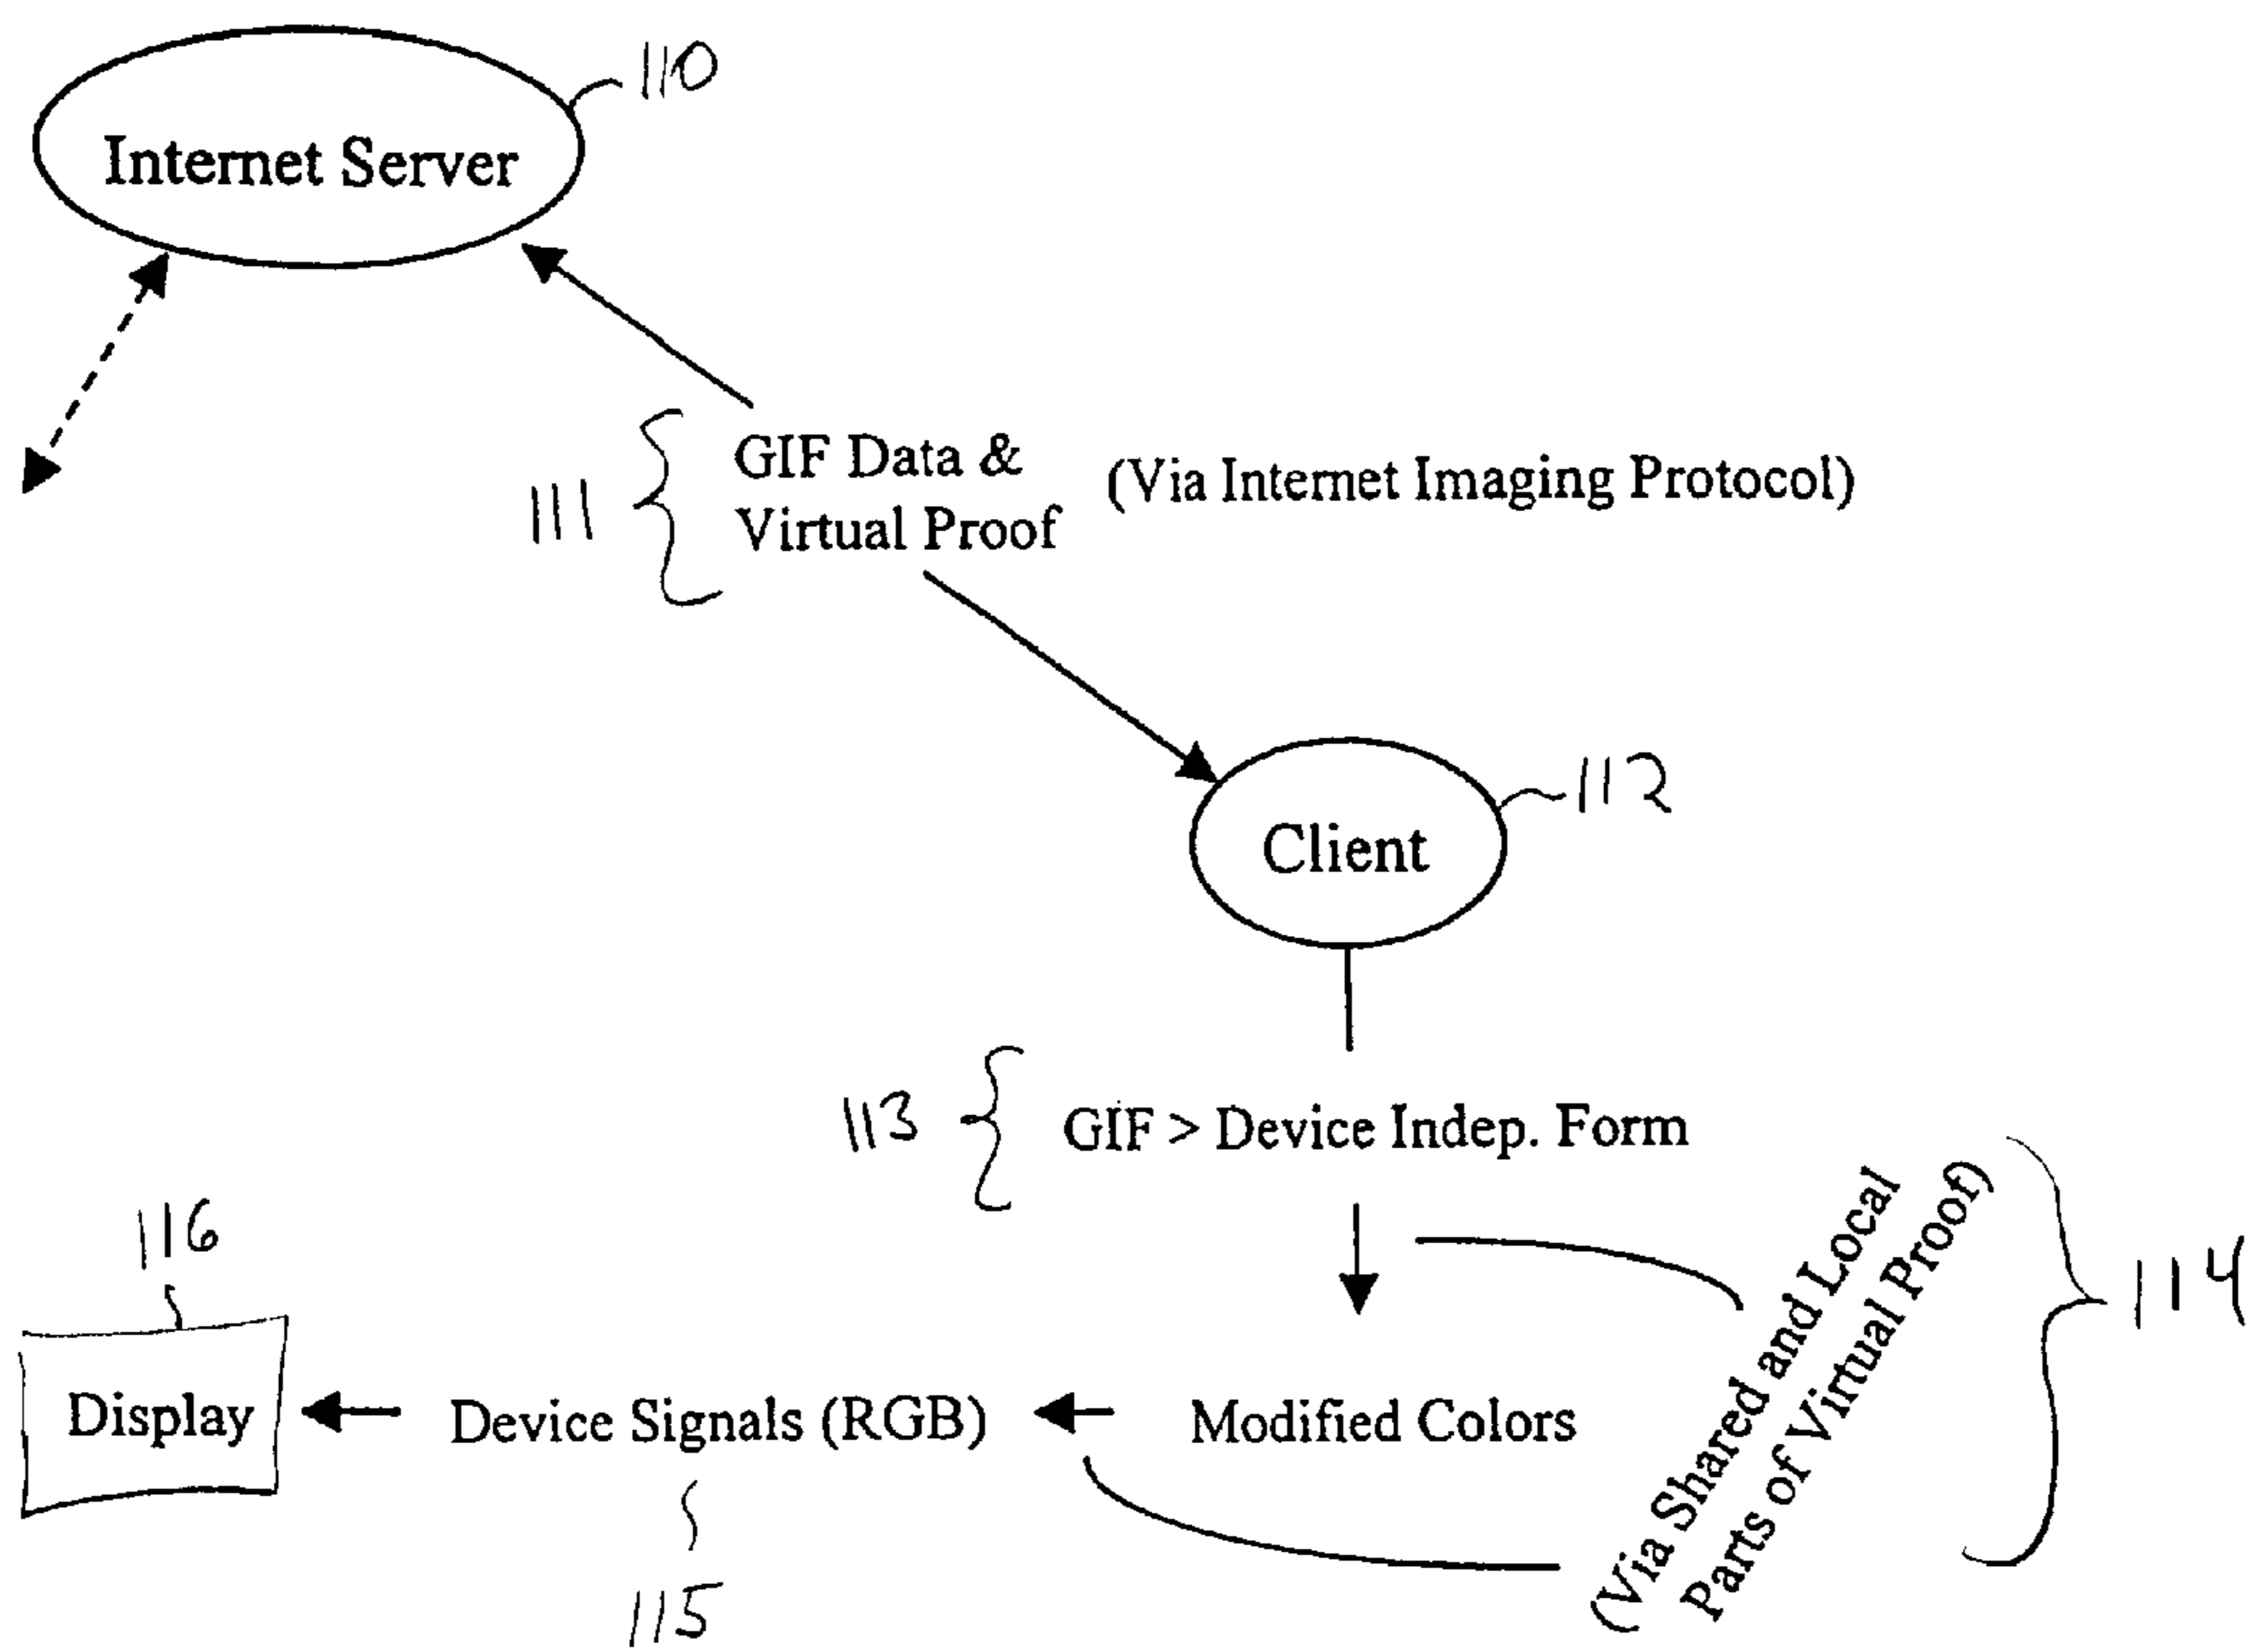 110
Internet Server
GIF Data &
Virtual Proof
(Via Internet Imaging Protocol)
111
112
Client
113
GIF > Device Indep. Form
(Via Shared and Local
Parts of Virtual Proof)
114
116
Display
Device Signals (RGB)
Modified Colors
115